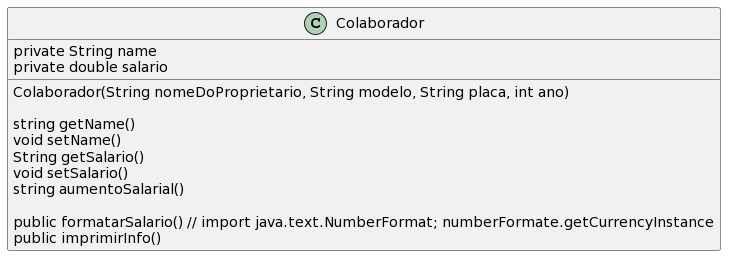 C Colaborador
private String name
private double salario
Colaborador(String nomeDoProprietario, String modelo, String placa, int ano)
string getName()
void setName()
String getSalario()
void setSalario()
string aumentoSalarial()
public formatarSalario() // import java.text.NumberFormat; numberFormate.getCurrencyInstance
public imprimirInfo()